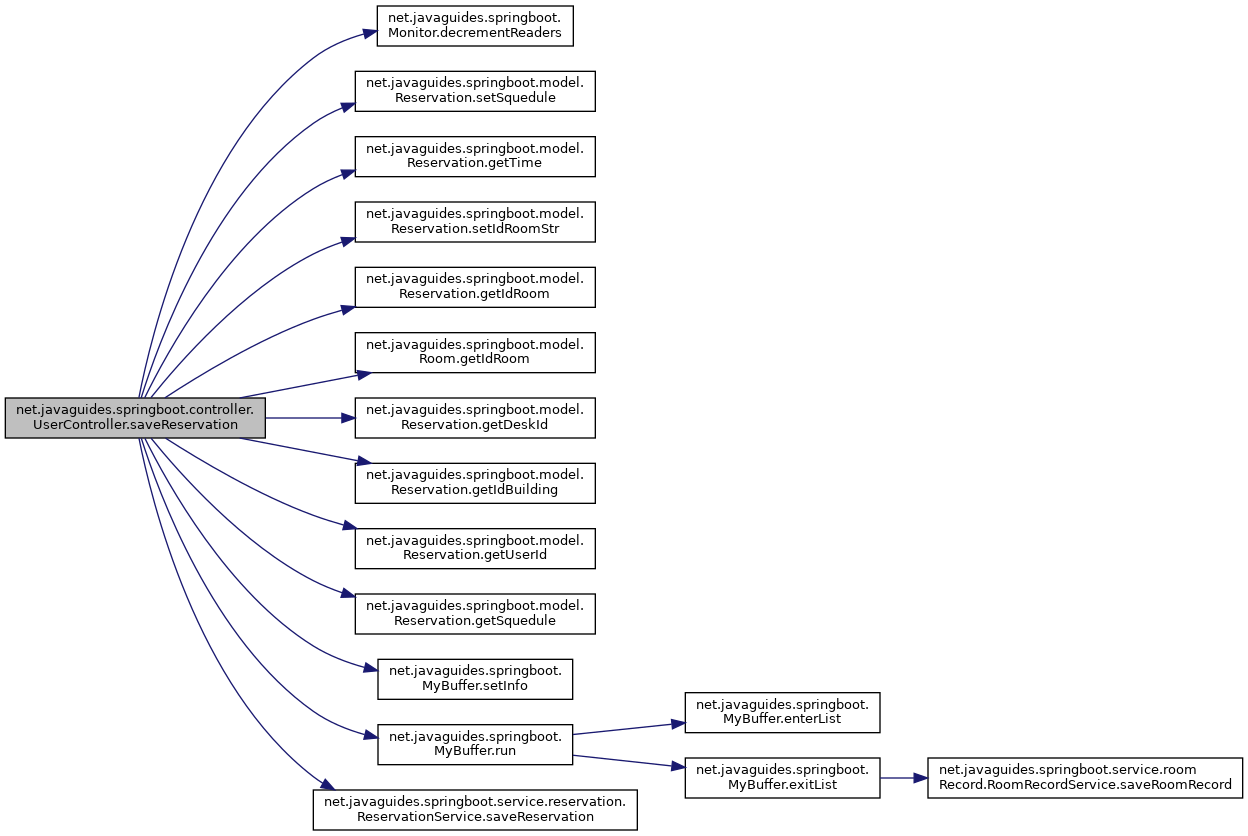 net.javaguides.springboot.
Monitor.decrementReaders
net.javaguides.springboot.model.
Reservation.setSquedule
net.javaguides.springboot.model.
Reservation.getTime
net.javaguides.springboot.model.
Reservation.setIdRoomStr
net.javaguides.springboot.model.
Reservation.getIdRoom
net.javaguides.springboot.model.
Room.getIdRoom
net.javaguides.springboot.controller.
UserController.saveReservation
net.javaguides.springboot.model.
Reservation.getDeskId
net.javaguides.springboot.model.
Reservation.getIdBuilding
net.javaguides.springboot.model.
Reservation.getUserId
net.javaguides.springboot.model.
Reservation.getSquedule
net.javaguides.springboot.
MyBuffer.setInfo
net.javaguides.springboot.
MyBuffer.run
net.javaguides.springboot.
MyBuffer.enterList
net.javaguides.springboot.
MyBuffer.exitList
net.javaguides.springboot.service.room
Record.RoomRecordService.saveRoomRecord
net.javaguides.springboot.service.reservation.
ReservationService.saveReservation